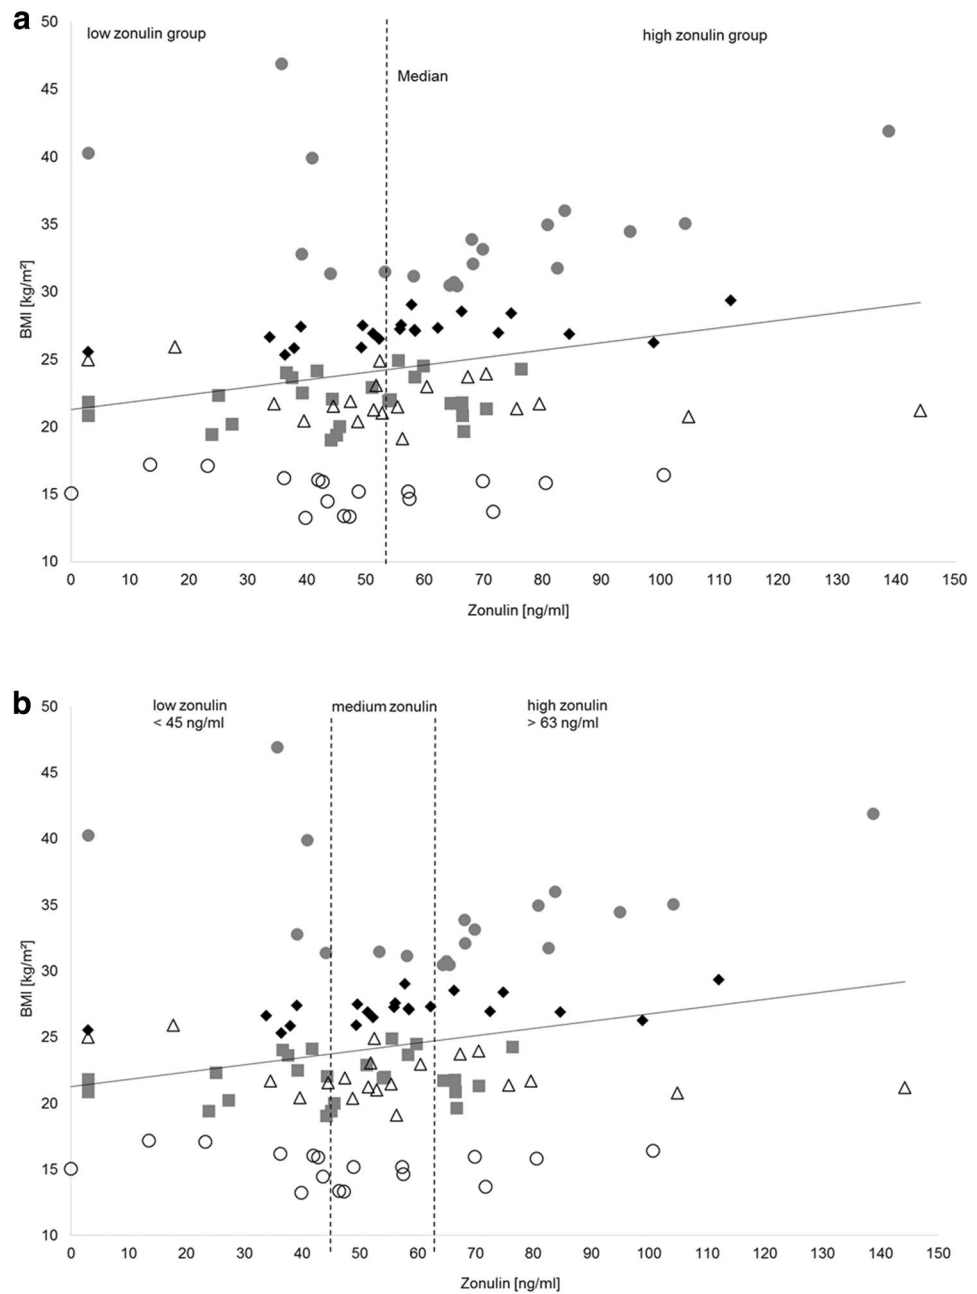 a
low zonulin group
high zonulin group
Median
BMI [kg/m²]
50
45
40
35
30
25
20
15
10
0 10 20 30 40 50 60 70 80 90 100 110 120 130 140 150
Zonulin [ng/ml]
b
low zonulin
< 45 ng/ml
medium zonulin
high zonulin
> 63 ng/ml
BMI [kg/m²]
50
45
40
35
30
25
20
15
10
0 10 20 30 40 50 60 70 80 90 100 110 120 130 140 150
Zonulin [ng/ml]